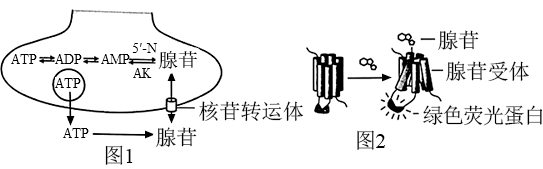 5′-N
ATP ADP AMP 腺苷
AK
ATP
核苷转运体
ATP 腺苷
图1
腺苷
腺苷受体
绿色荧光蛋白
图2